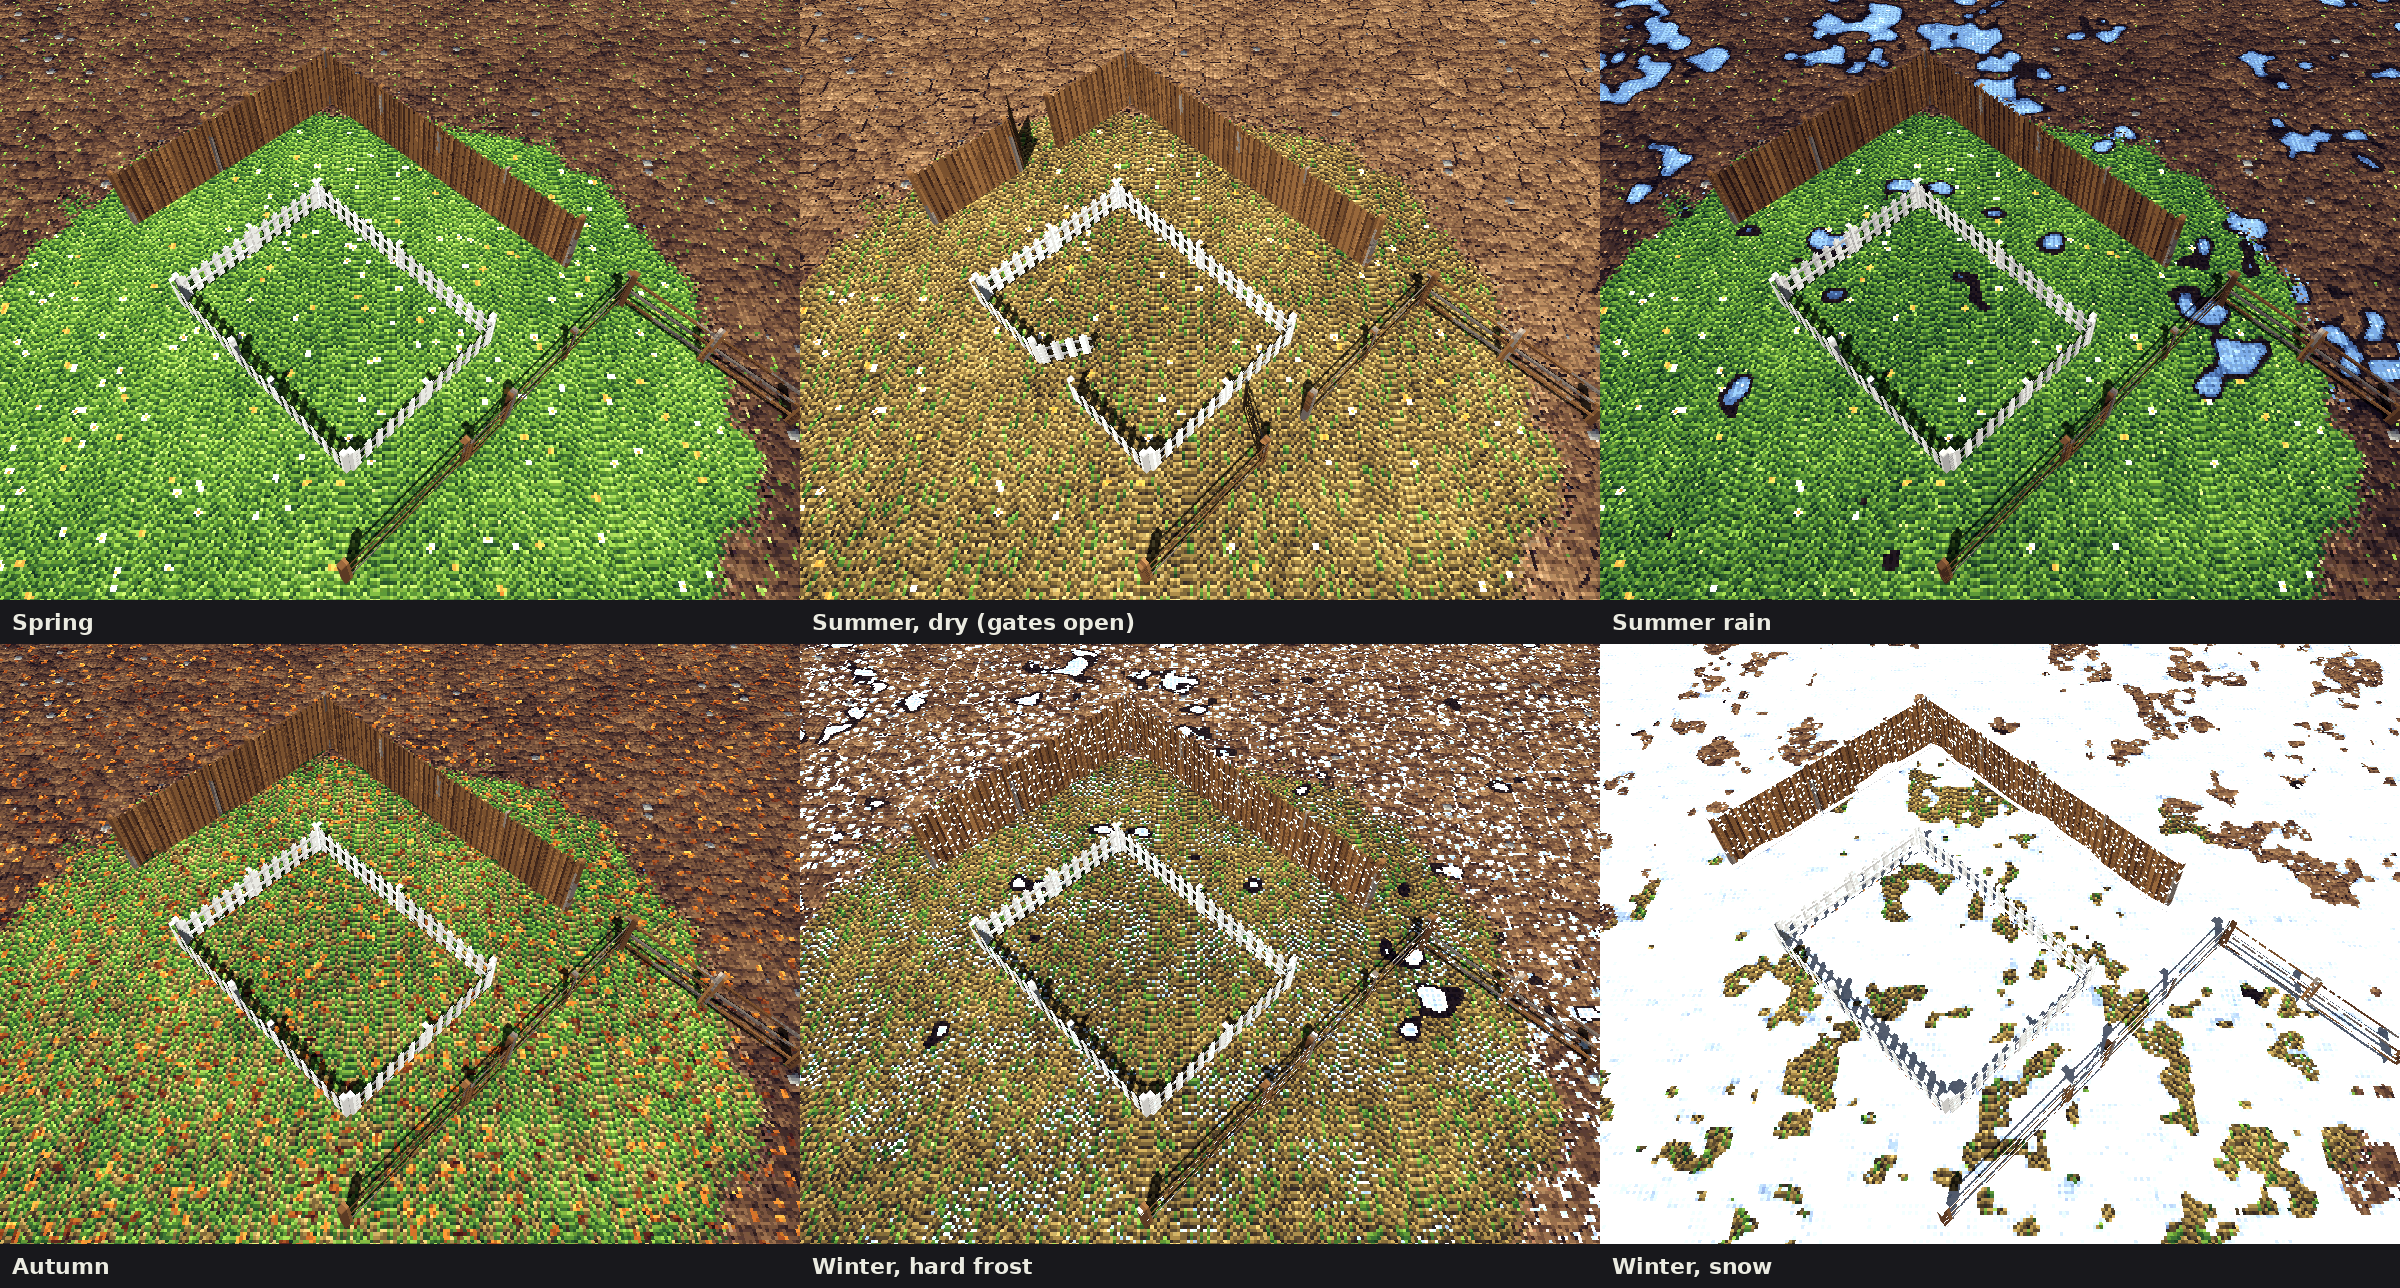 Spring
Summer, dry (gates open)
Summer rain
Autumn
Winter, hard frost
Winter, snow